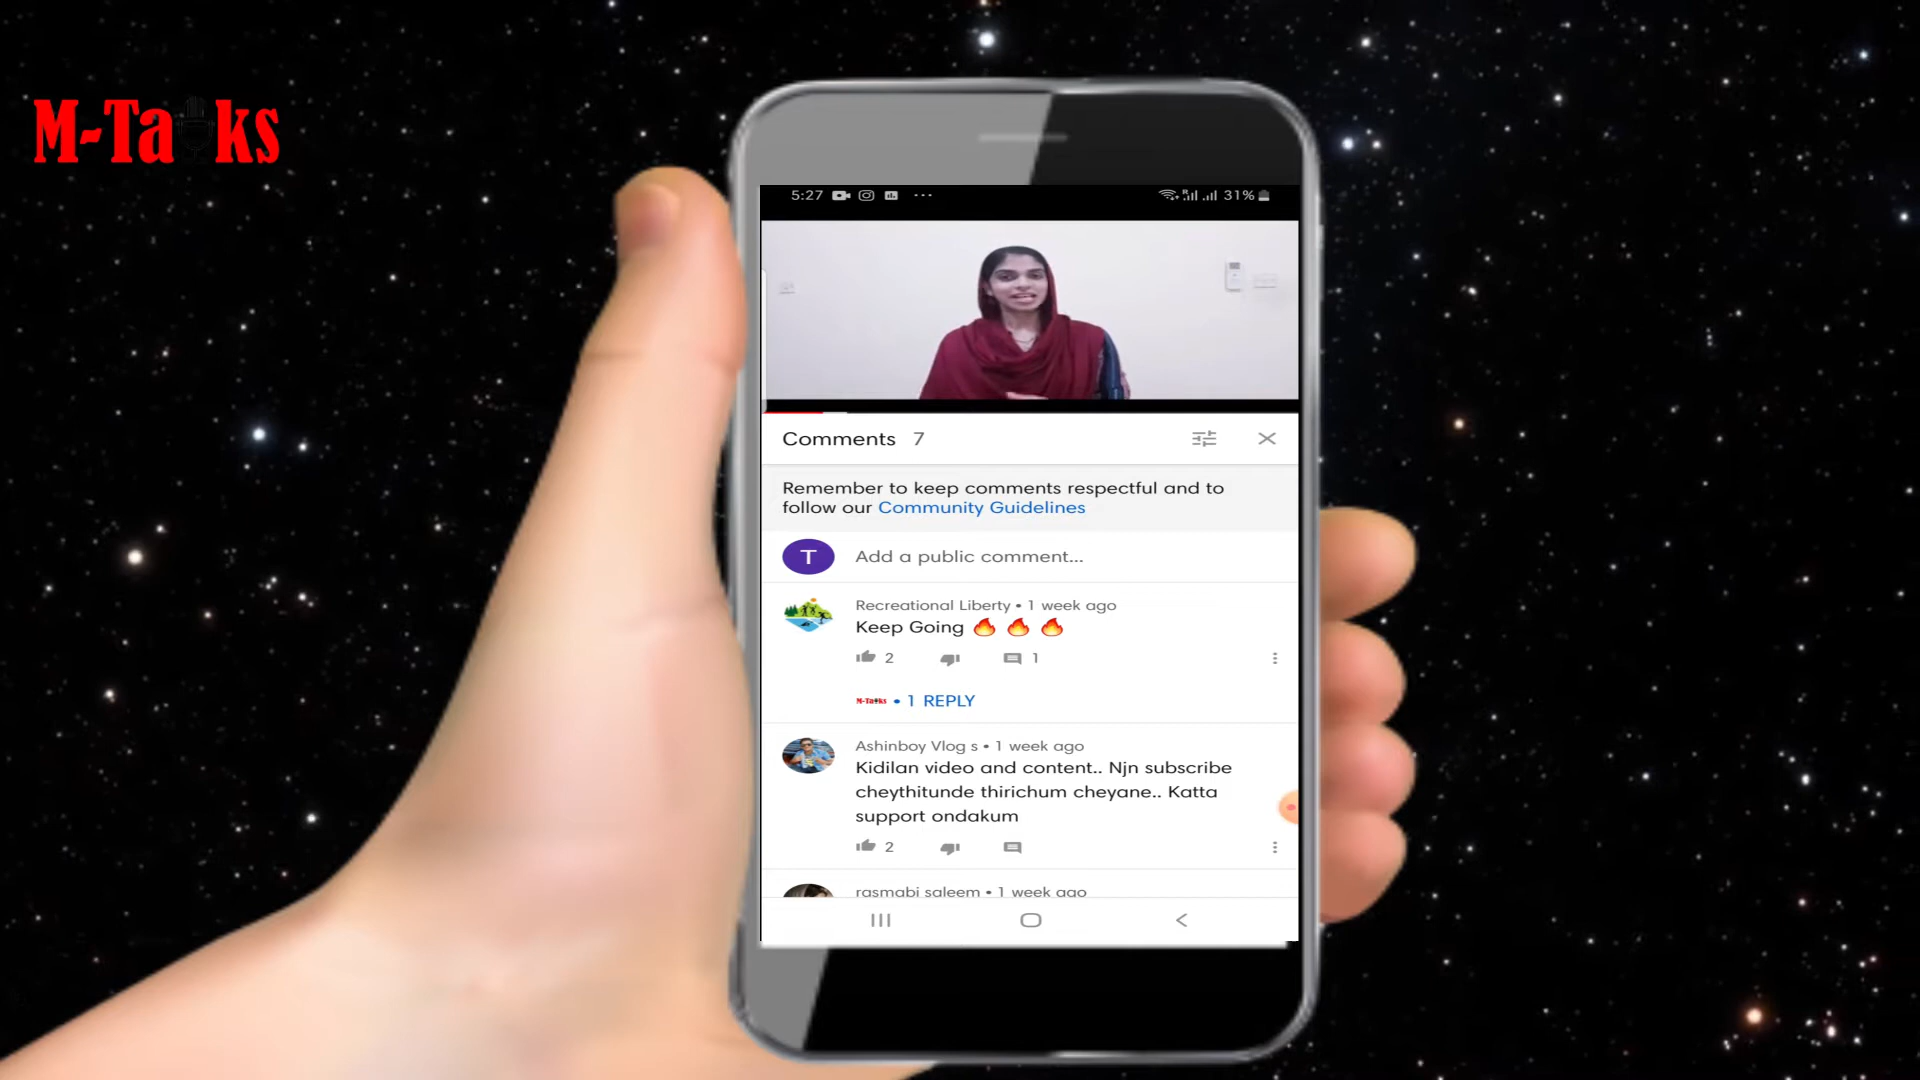 M-Talks
5:27
31%
Comments 7
Remember to keep comments respectful and to
follow our Community Guidelines
T
Add a public comment...
Recreational Liberty • 1 week ago
Keep Going 🔥 🔥 🔥
2
1
M-Talks • 1 REPLY
Ashinboy Vlog s • 1 week ago
Kidilan video and content.. Njn subscribe
cheythitunde thirichum cheyane.. Katta
support ondakum
2
rasmabi saleem • 1 week ago